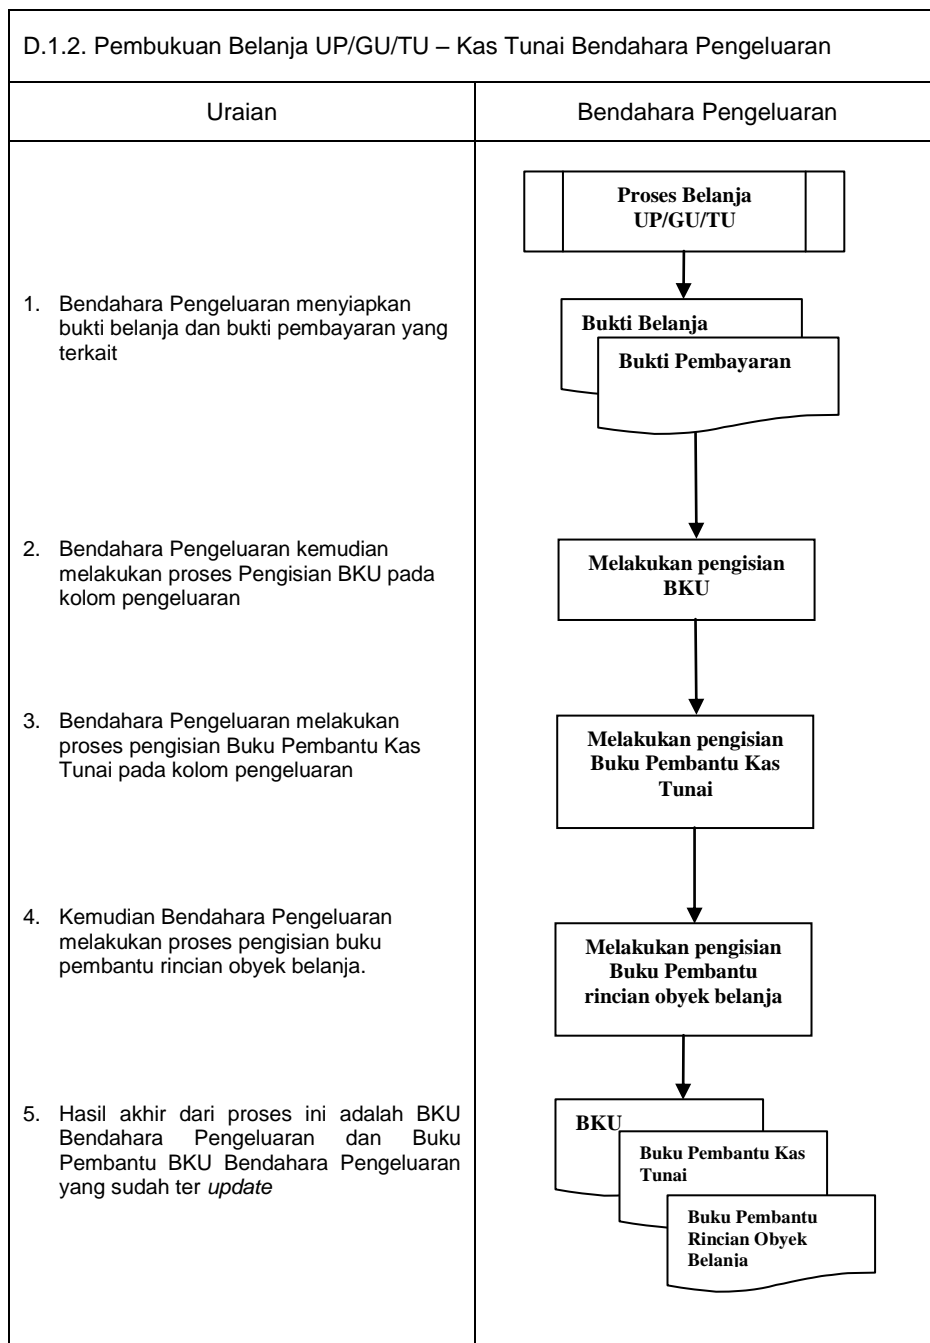 D.1.2. Pembukuan Belanja UP/GU/TU – Kas Tunai Bendahara Pengeluaran
Uraian
Bendahara Pengeluaran
Proses Belanja
UP/GU/TU
1. Bendahara Pengeluaran menyiapkan
bukti belanja dan bukti pembayaran yang
terkait
Bukti Belanja
Bukti Pembayaran
2. Bendahara Pengeluaran kemudian
melakukan proses Pengisian BKU pada
kolom pengeluaran
Melakukan pengisian
BKU
3. Bendahara Pengeluaran melakukan
proses pengisian Buku Pembantu Kas
Tunai pada kolom pengeluaran
Melakukan pengisian
Buku Pembantu Kas
Tunai
4. Kemudian Bendahara Pengeluaran
melakukan proses pengisian buku
pembantu rincian obyek belanja.
Melakukan pengisian
Buku Pembantu
rincian obyek belanja
5. Hasil akhir dari proses ini adalah BKU
Bendahara Pengeluaran dan Buku
Pembantu BKU Bendahara Pengeluaran
yang sudah ter update
BKU
Buku Pembantu Kas
Tunai
Buku Pembantu
Rincian Obyek
Belanja